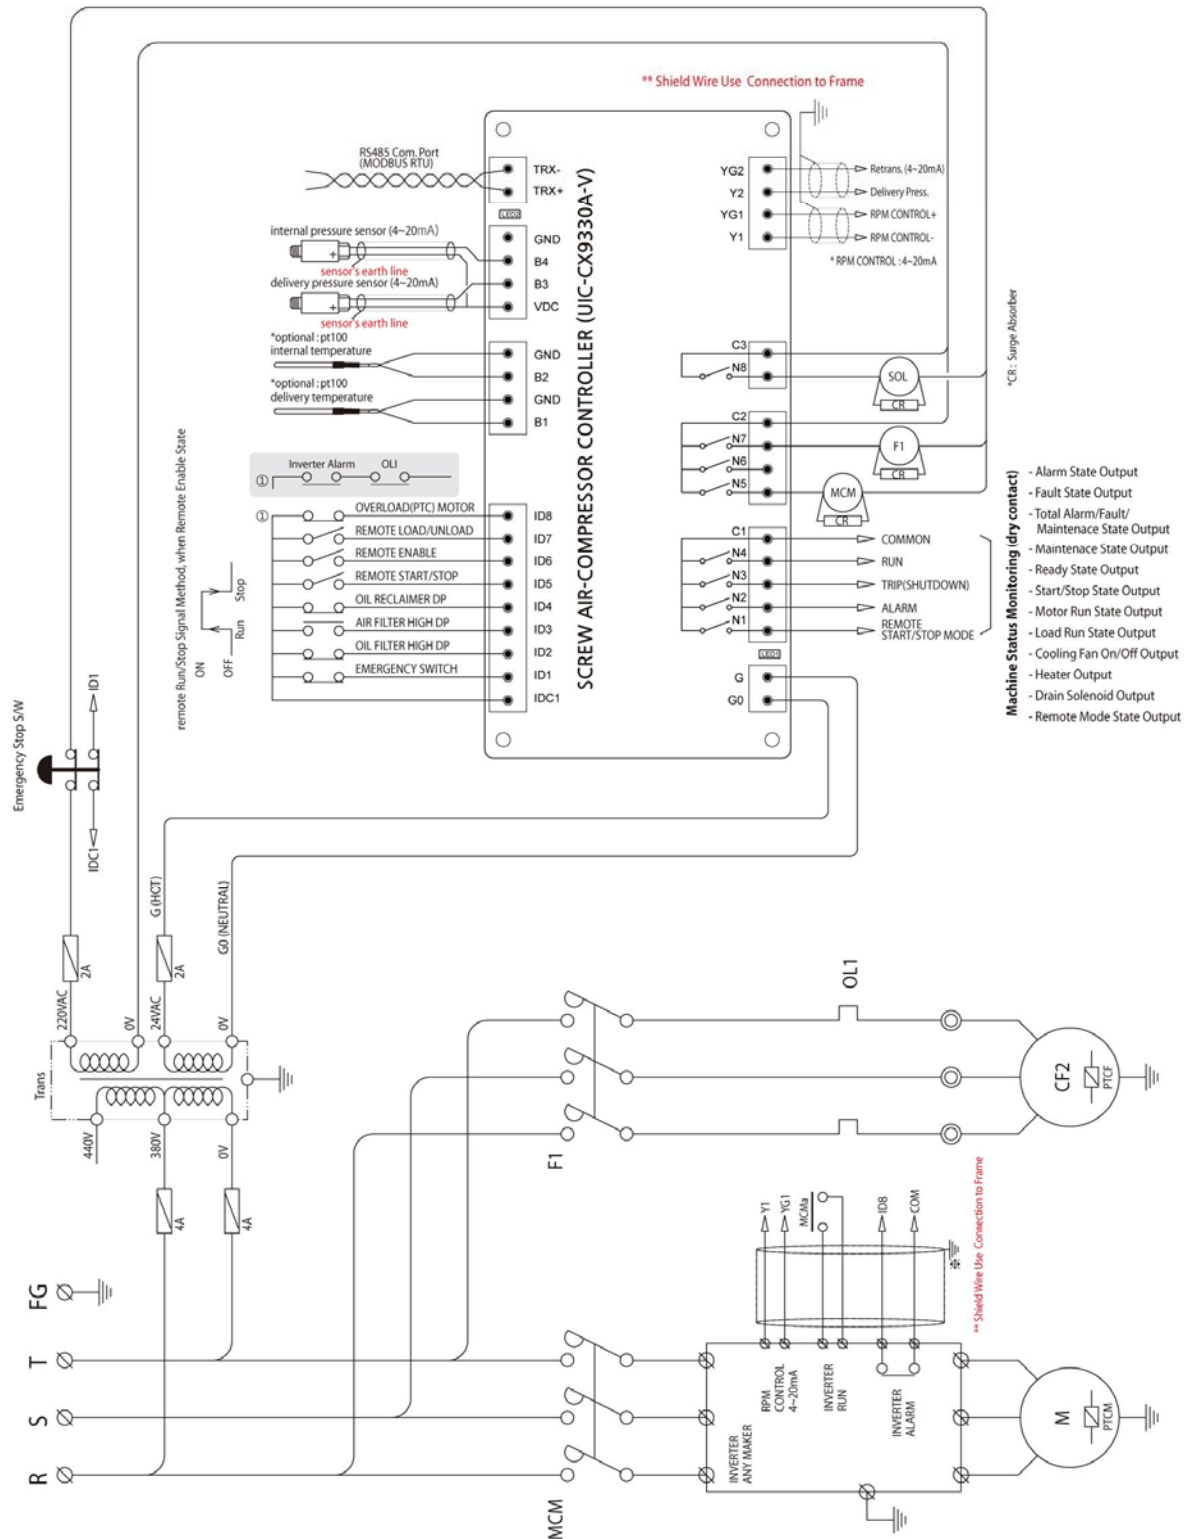 ** Shield Wire Use Connection to Frame
RS485 Com. Port
(MODBUS RTU)
TRX-
TRX+
LED2
internal pressure sensor (4~20mA)
+
sensor's earth line
delivery pressure sensor (4~20mA)
+
sensor's earth line
GND
B4
B3
VDC
*optional : pt100
internal temperature
*optional : pt100
delivery temperature
GND
B2
GND
B1
Inverter Alarm
OLI
①
①
OVERLOAD(PTC) MOTOR
REMOTE LOAD/UNLOAD
REMOTE ENABLE
REMOTE START/STOP
OIL RECLAIMER DP
AIR FILTER HIGH DP
OIL FILTER HIGH DP
EMERGENCY SWITCH
ID8
ID7
ID6
ID5
ID4
ID3
ID2
ID1
IDC1
SCREW AIR-COMPRESSOR CONTROLLER (UIC-CX9330A-V)
YG2
Y2
YG1
Y1
Retrans. (4~20mA)
Delivery Press.
RPM CONTROL+
RPM CONTROL-
* RPM CONTROL : 4~20mA
C3
N8
SOL
CR
*CR : Surge Absorber
C2
N7
N6
N5
F1
CR
MCM
CR
C1
N4
N3
N2
N1
COMMON
RUN
TRIP(SHUTDOWN)
ALARM
REMOTE
START/STOP MODE
LED1
G
G0
Machine Status Monitoring (dry contact)
- Alarm State Output
- Fault State Output
- Total Alarm/Fault/
Maintenace State Output
- Maintenace State Output
- Ready State Output
- Start/Stop State Output
- Motor Run State Output
- Load Run State Output
- Cooling Fan On/Off Output
- Heater Output
- Drain Solenoid Output
- Remote Mode State Output
remote Run/Stop Signal Method, when Remote Enable State
ON
OFF
Run
Stop
Emergency Stop S/W
ID1
IDC1
G (HOT)
G0 (NEUTRAL)
2A
2A
220VAC
0V
24VAC
0V
Trans
440V
380V
0V
4A
4A
FG
T
S
R
F1
OL1
CF2
PTCF
MCM
INVERTER
ANY MAKER
RPM
CONTROL
4~20mA
INVERTER
RUN
INVERTER
ALARM
Y1
YG1
MCMa
ID8
COM
※
** Shield Wire Use Connection to Frame
M
PTCM